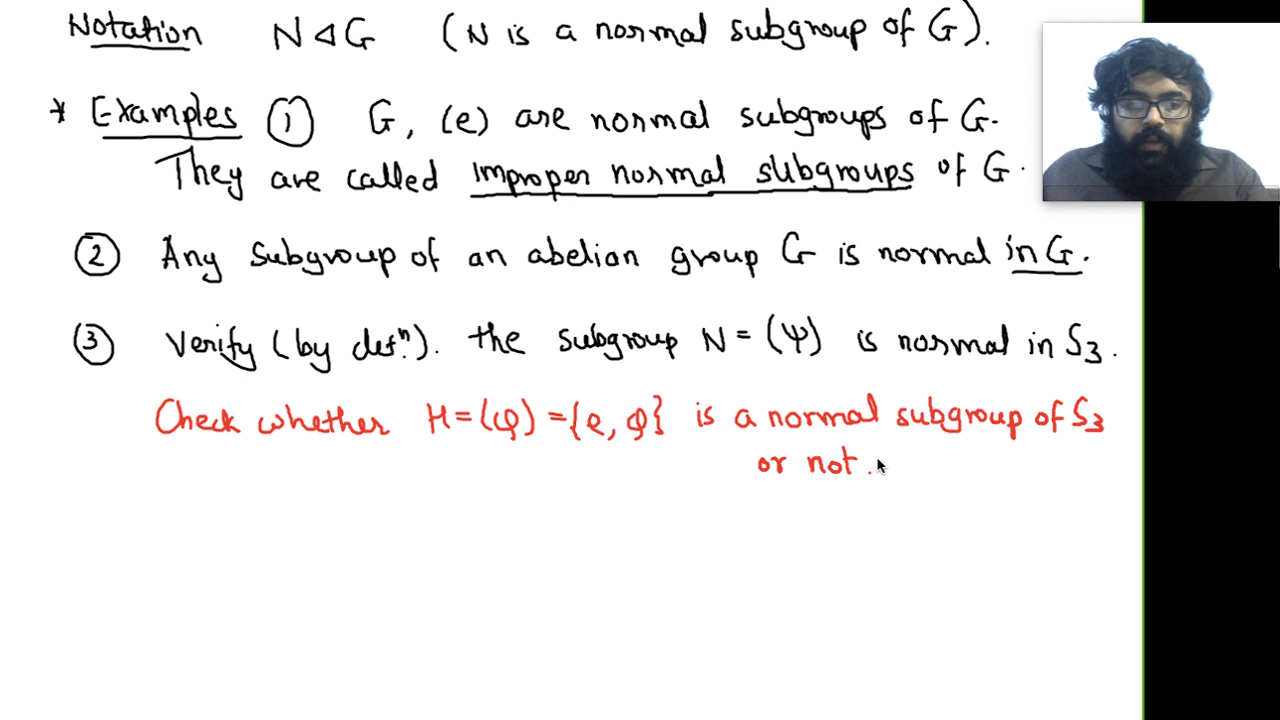 Notation N ⊲ G (N is a normal subgroup of G).
* Examples ① G, (e) are normal subgroups of G.
They are called improper normal subgroups of G.
② Any subgroup of an abelian group G is normal in G.
③ Verify (by defⁿ.). the subgroup N = (ψ) is normal in S₃.
Check whether H = (φ) = {e, φ} is a normal subgroup of S₃
or not.